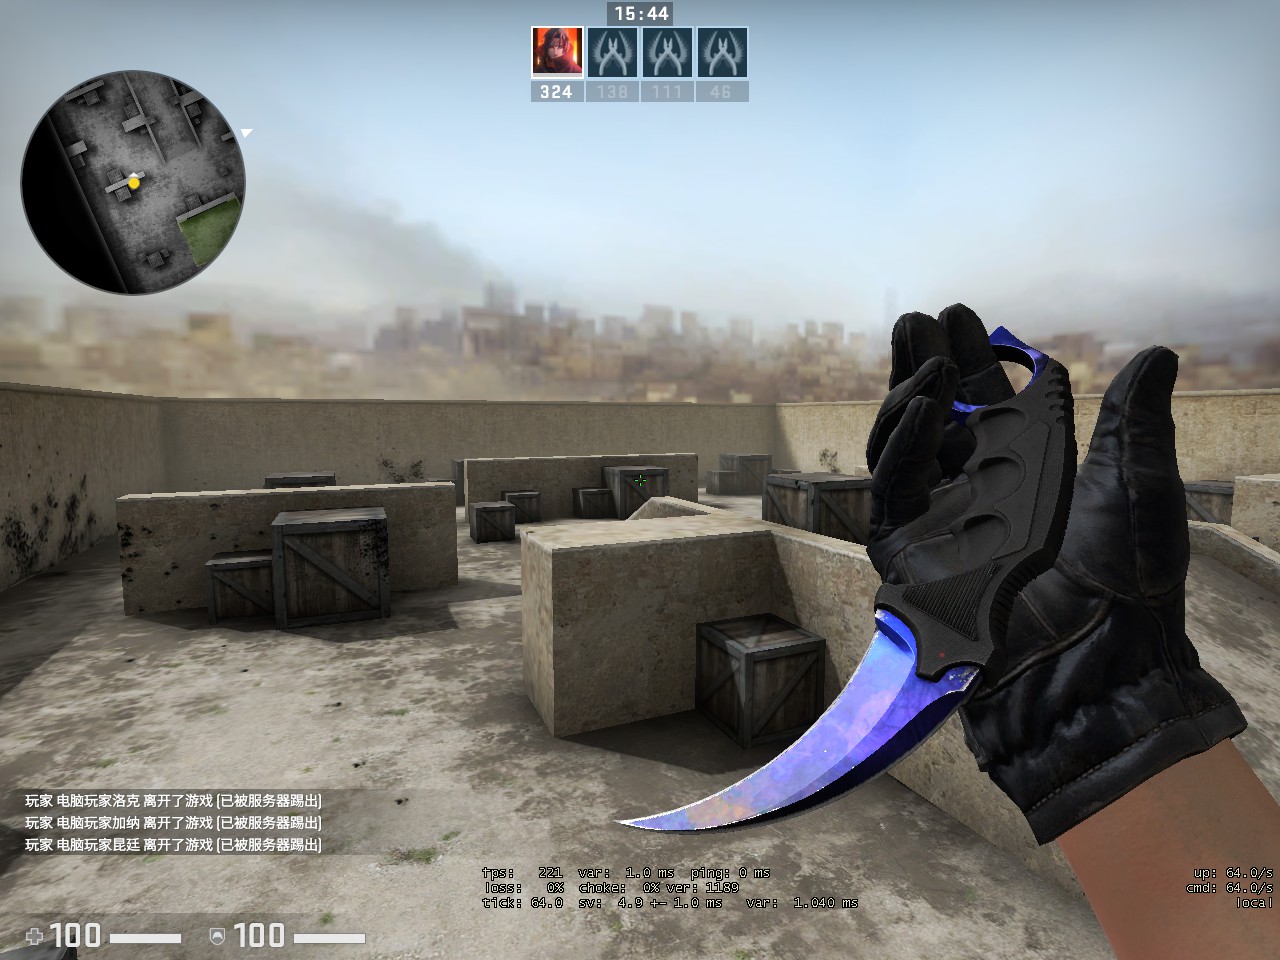 15:44
324 138 111 46
玩家 电脑玩家洛克 离开了游戏 [已被服务器踢出]
玩家 电脑玩家加纳 离开了游戏 [已被服务器踢出]
玩家 电脑玩家昆廷 离开了游戏 [已被服务器踢出]
fps: 221 var: 1.0 ms ping: 0 ms
loss: 0% choke: 0% ver: 1189
tick: 64.0 sv: 4.9 +- 1.0 ms var: 1.040 ms
up: 64.0/s
cmd: 64.0/s
local
100 100